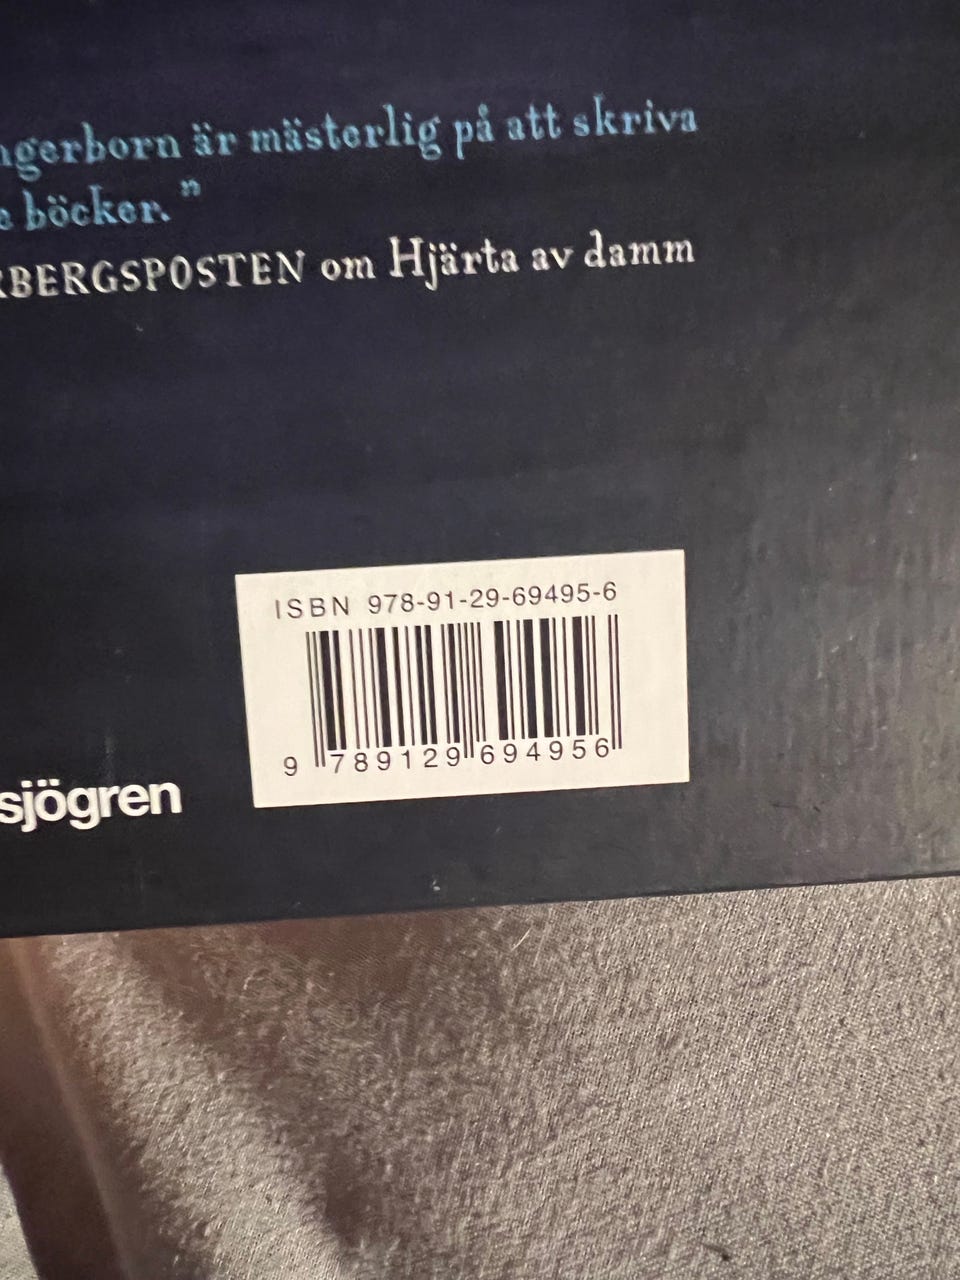 ngerborn är mästerlig på att skriva
e böcker."
RBERGSPOSTEN om Hjärta av damm
ISBN 978-91-29-69495-6
9 789129 694956
sjögren